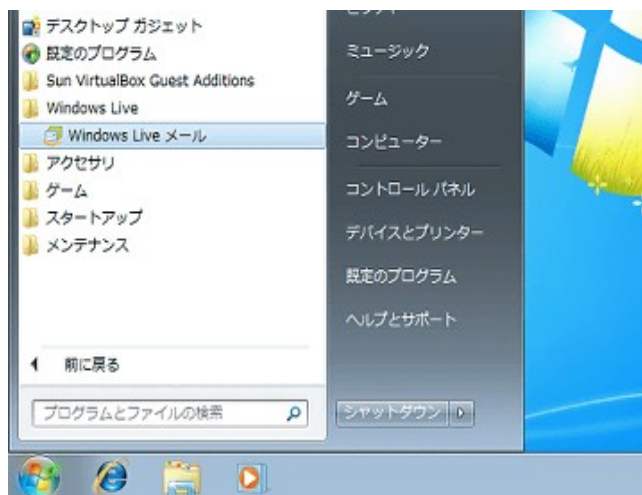 デスクトップ ガジェット
既定のプログラム
Sun VirtualBox Guest Additions
Windows Live
Windows Live メール
アクセサリ
ゲーム
スタートアップ
メンテナンス
前に戻る
プログラムとファイルの検索
ミュージック
ゲーム
コンピューター
コントロール パネル
デバイスとプリンター
既定のプログラム
ヘルプとサポート
シャットダウン